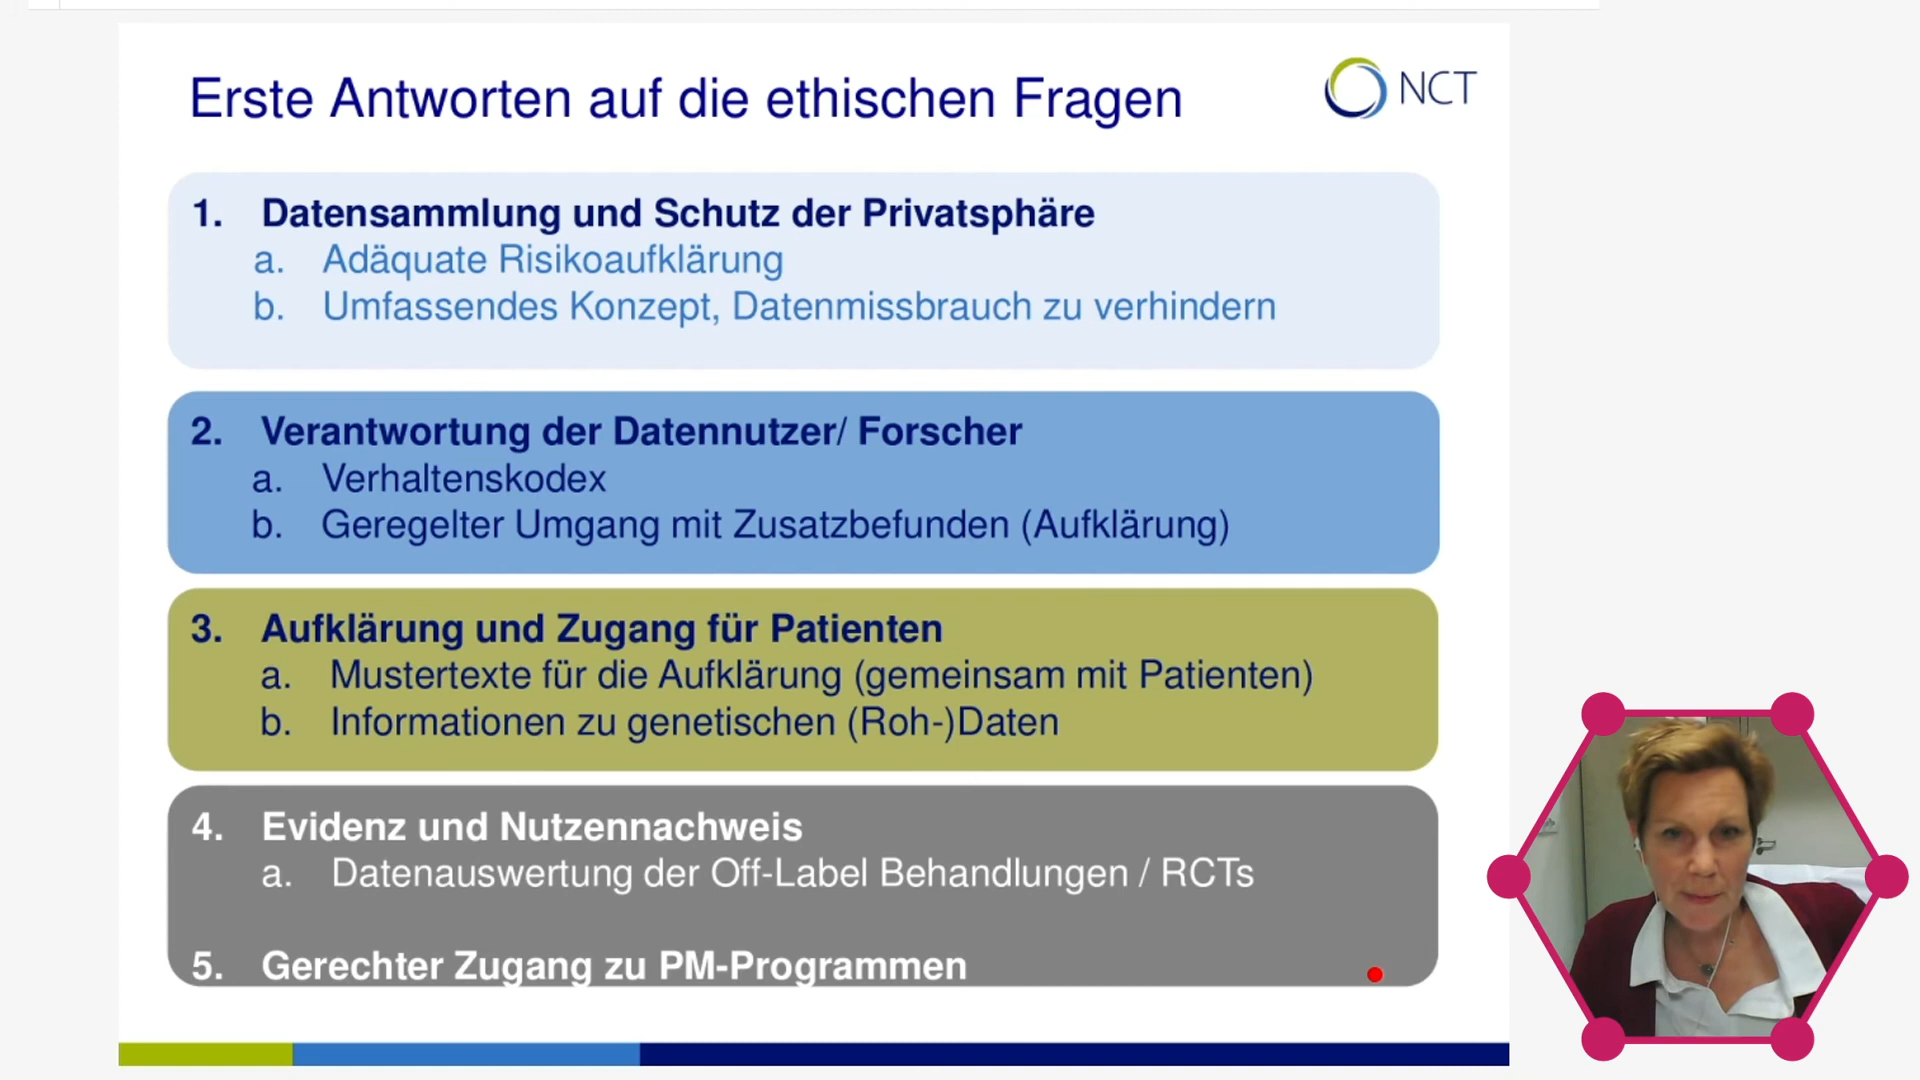 Erste Antworten auf die ethischen Fragen
NCT
1. Datensammlung und Schutz der Privatsphäre
a. Adäquate Risikoaufklärung
b. Umfassendes Konzept, Datenmissbrauch zu verhindern
2. Verantwortung der Datennutzer/ Forscher
a. Verhaltenskodex
b. Geregelter Umgang mit Zusatzbefunden (Aufklärung)
3. Aufklärung und Zugang für Patienten
a. Mustertexte für die Aufklärung (gemeinsam mit Patienten)
b. Informationen zu genetischen (Roh-)Daten
4. Evidenz und Nutzennachweis
a. Datenauswertung der Off-Label Behandlungen / RCTs
5. Gerechter Zugang zu PM-Programmen